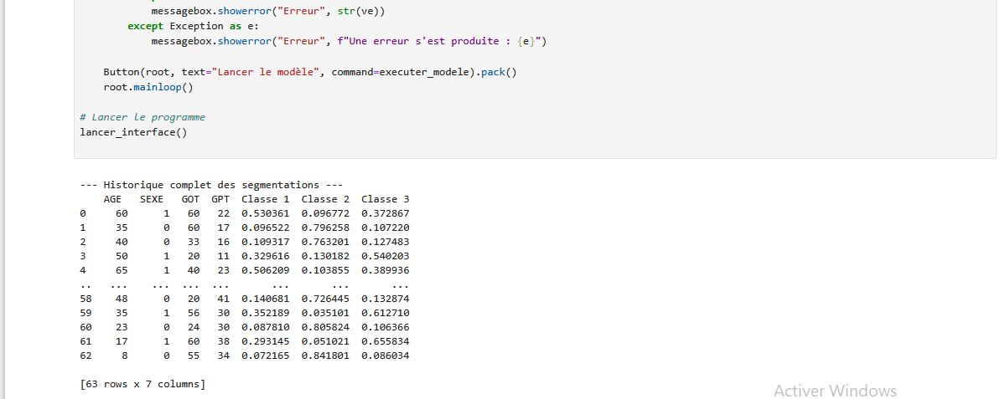 messagebox.showerror("Erreur", str(ve))
except Exception as e:
messagebox.showerror("Erreur", f"Une erreur s'est produite : {e}")
Button(root, text="Lancer le modèle", command=executer_modele).pack()
root.mainloop()
# Lancer le programme
lancer_interface()
--- Historique complet des segmentations ---
AGE SEXE GOT GPT Classe 1 Classe 2 Classe 3
0 60 1 60 22 0.530361 0.096772 0.372867
1 35 0 60 17 0.096522 0.796258 0.107220
2 40 0 33 16 0.109317 0.763201 0.127483
3 50 1 20 11 0.329616 0.130182 0.540203
4 65 1 40 23 0.506209 0.103855 0.389936
.. ... ... ... ... ... ... ...
58 48 0 20 41 0.140681 0.726445 0.132874
59 35 1 56 30 0.352189 0.035101 0.612710
60 23 0 24 30 0.087810 0.805824 0.106366
61 17 1 60 38 0.293145 0.051021 0.655834
62 8 0 55 34 0.072165 0.841801 0.086034
[63 rows x 7 columns]
Activer Windows